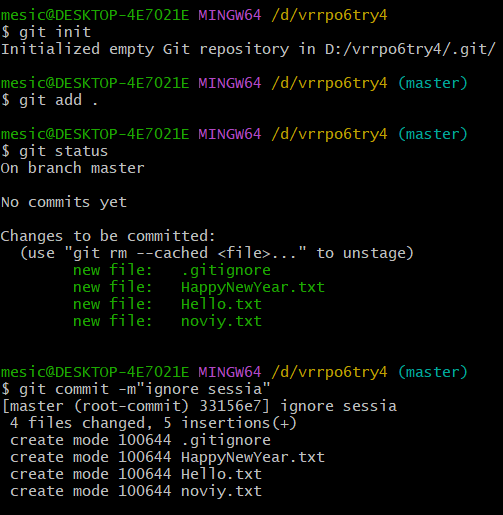 mesic@DESKTOP-4E7021E MINGW64 /d/vrrpo6try4
$ git init
Initialized empty Git repository in D:/vrrpo6try4/.git/

mesic@DESKTOP-4E7021E MINGW64 /d/vrrpo6try4 (master)
$ git add .

mesic@DESKTOP-4E7021E MINGW64 /d/vrrpo6try4 (master)
$ git status
On branch master

No commits yet

Changes to be committed:
  (use "git rm --cached <file>..." to unstage)
        new file:   .gitignore
        new file:   HappyNewYear.txt
        new file:   Hello.txt
        new file:   noviy.txt

mesic@DESKTOP-4E7021E MINGW64 /d/vrrpo6try4 (master)
$ git commit -m"ignore sessia"
[master (root-commit) 33156e7] ignore sessia
 4 files changed, 5 insertions(+)
 create mode 100644 .gitignore
 create mode 100644 HappyNewYear.txt
 create mode 100644 Hello.txt
 create mode 100644 noviy.txt